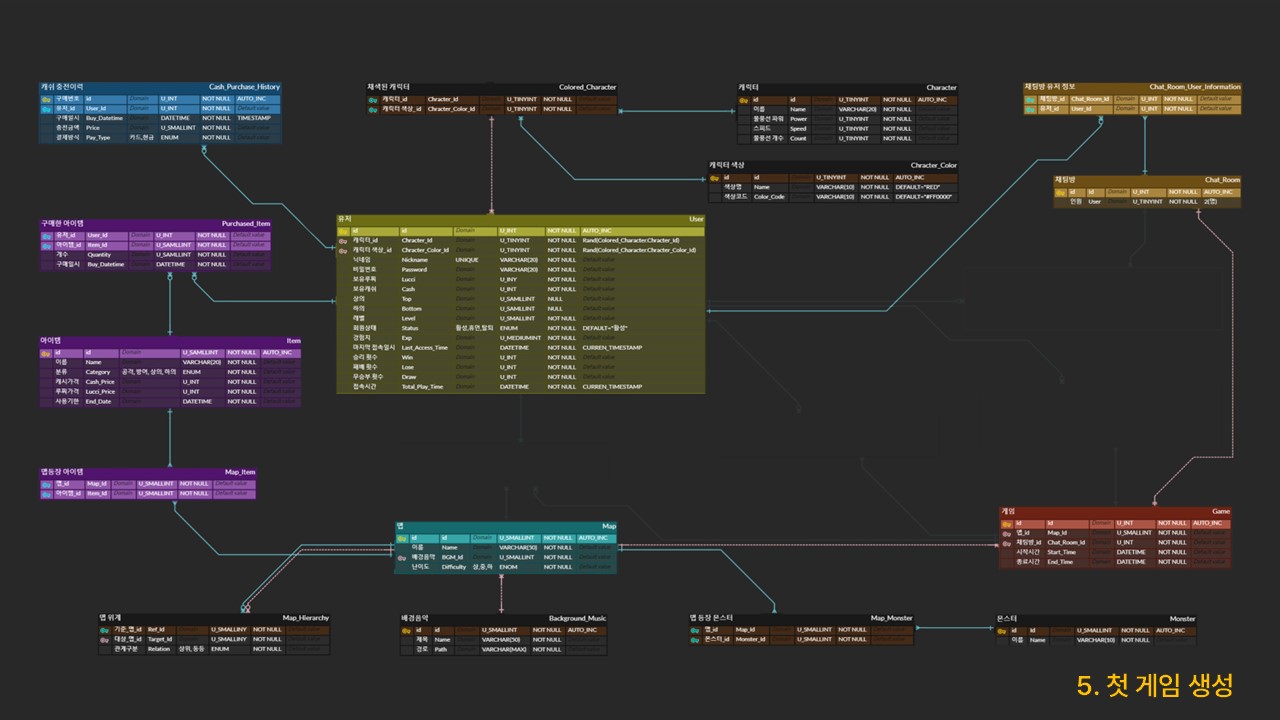 캐쉬 충전이력 Cash_Purchase_History
구매번호 id Domain U_INT NOT NULL AUTO_INC
유저_id User_Id Domain U_INT NOT NULL Default value
구매일시 Buy_Datetime DATETIME NOT NULL TIMESTAMP
충전금액 Price U_SMALLINT NOT NULL Default value
결제방식 Pay_Type 카드,현금 ENUM NOT NULL Default value
채색된 캐릭터 Colored_Character
캐릭터_id Chracter_Id Domain U_TINYINT NOT NULL Default value
캐릭터 색상_id Chracter_Color_Id Domain U_TINYINT NOT NULL Default value
캐릭터 Character
id id Domain U_TINYINT NOT NULL AUTO_INC
이름 Name Domain VARCHAR(20) NOT NULL Default value
물풍선 파워 Power Domain U_TINYINT NOT NULL Default value
스피드 Speed Domain U_TINYINT NOT NULL Default value
물풍선 개수 Count Domain U_TINYINT NOT NULL Default value
캐릭터 색상 Chracter_Color
id id Domain U_TINYINT NOT NULL AUTO_INC
색상명 Name Domain VARCHAR(10) NOT NULL DEFAULT="RED"
색상코드 Color_Code Domain VARCHAR(10) NOT NULL DEFAULT="#FF0000"
채팅방 유저 정보 Chat_Room_User_Information
채팅방_id Chat_Room_Id Domain U_INT NOT NULL Default value
유저_id User_Id Domain U_INT NOT NULL Default value
채팅방 Chat_Room
id Id Domain U_INT NOT NULL AUTO_INC
인원 User Domain U_TINYINT NOT NULL 2(명)
구매한 아이템 Purchased_Item
유저_id User_Id Domain U_INT NOT NULL Default value
아이템_id Item_Id Domain U_SAMLLINT NOT NULL Default value
개수 Quantity Domain U_SAMLLINT NOT NULL Default value
구매일시 Buy_Datetime Domain DATETIME NOT NULL Default value
유저 User
id id Domain U_INT NOT NULL AUTO_INC
캐릭터_id Chracter_Id Domain U_TINYINT NOT NULL Rand(Colored_Character.Chracter_Id)
캐릭터 색상_id Chracter_Color_Id Domain U_TINYINT NOT NULL Rand(Colored_Character.Chracter_Color_Id)
닉네임 Nickname UNIQUE VARCHAR(20) NOT NULL Default value
비밀번호 Password Domain VARCHAR(20) NOT NULL Default value
보유루찌 Lucci Domain U_INY NOT NULL Default value
보유캐쉬 Cash Domain U_INT NOT NULL Default value
상의 Top Domain U_SAMLLINT NULL Default value
하의 Bottom Domain U_SAMLLINT NULL Default value
래벨 Level Domain U_SMALLINT NOT NULL Default value
회원상태 Status 활성,휴면,탈퇴 ENUM NOT NULL DEFAULT="활성"
경험치 Exp Domain U_MEDIUMINT NOT NULL Default value
마지막 접속일시 Last_Access_Time Domain DATETIME NOT NULL CURREN_TIMESTAMP
승리 횟수 Win Domain U_INT NOT NULL Default value
패배 횟수 Lose Domain U_INT NOT NULL Default value
무승부 횟수 Draw Domain U_INT NOT NULL Default value
접속시간 Total_Play_Time Domain DATETIME NOT NULL CURREN_TIMESTAMP
아이템 Item
id id Domain U_SAMLLINT NOT NULL AUTO_INC
이름 Name Domain VARCHAR(20) NOT NULL Default value
분류 Category 공격, 방어, 상의, 하의 ENUM NOT NULL Default value
캐시가격 Cash_Price Domain U_INT NOT NULL Default value
루찌가격 Lucci_Price Domain U_INT NOT NULL Default value
사용기한 End_Date Domain DATETIME NOT NULL Default value
맵등장 아이템 Map_Item
맵_id Map_Id Domain U_SMALLINT NOT NULL Default value
아이템_id Item_Id Domain U_SMALLINT NOT NULL Default value
맵 Map
id id Domain U_SMALLINT NOT NULL AUTO_INC
이름 Name Domain VARCHAR(30) NOT NULL Default value
배경음악 BGM_Id Domain U_SMALLINT NOT NULL Default value
난이도 Difficulty 상,중,하 ENOM NOT NULL Default value
게임 Game
id Id Domain U_INT NOT NULL AUTO_INC
맵_id Map_Id Domain U_SMALLINT NOT NULL Default value
채팅방_id Chat_Room_Id Domain U_INT NOT NULL Default value
시작시간 Start_Time Domain DATETIME NOT NULL Default value
종료시간 End_Time Domain DATETIME NOT NULL Default value
맵 위계 Map_Hierarchy
기준_맵_id Ref_Id Domain U_SMALLINY NOT NULL Default value
대상_맵_id Target_Id Domain U_SMALLINY NOT NULL Default value
관계구분 Relation 상위,동등 ENUM NOT NULL Default value
배경음악 Background_Music
id id Domain U_SMALLINT NOT NULL AUTO_INC
제목 Name Domain VARCHAR(50) NOT NULL Default value
경로 Path Domain VARCHAR(MAX) NOT NULL Default value
맵 등장 몬스터 Map_Monster
맵_id Map_Id Domain U_SMALLINT NOT NULL Default value
몬스터_id Monster_Id Domain U_SMALLINT NOT NULL Default value
몬스터 Monster
id Id Domain U_SMALLINT NOT NULL AUTO_INC
이름 Name Domain VARCHAR(10) NOT NULL Default value
5. 첫 게임 생성